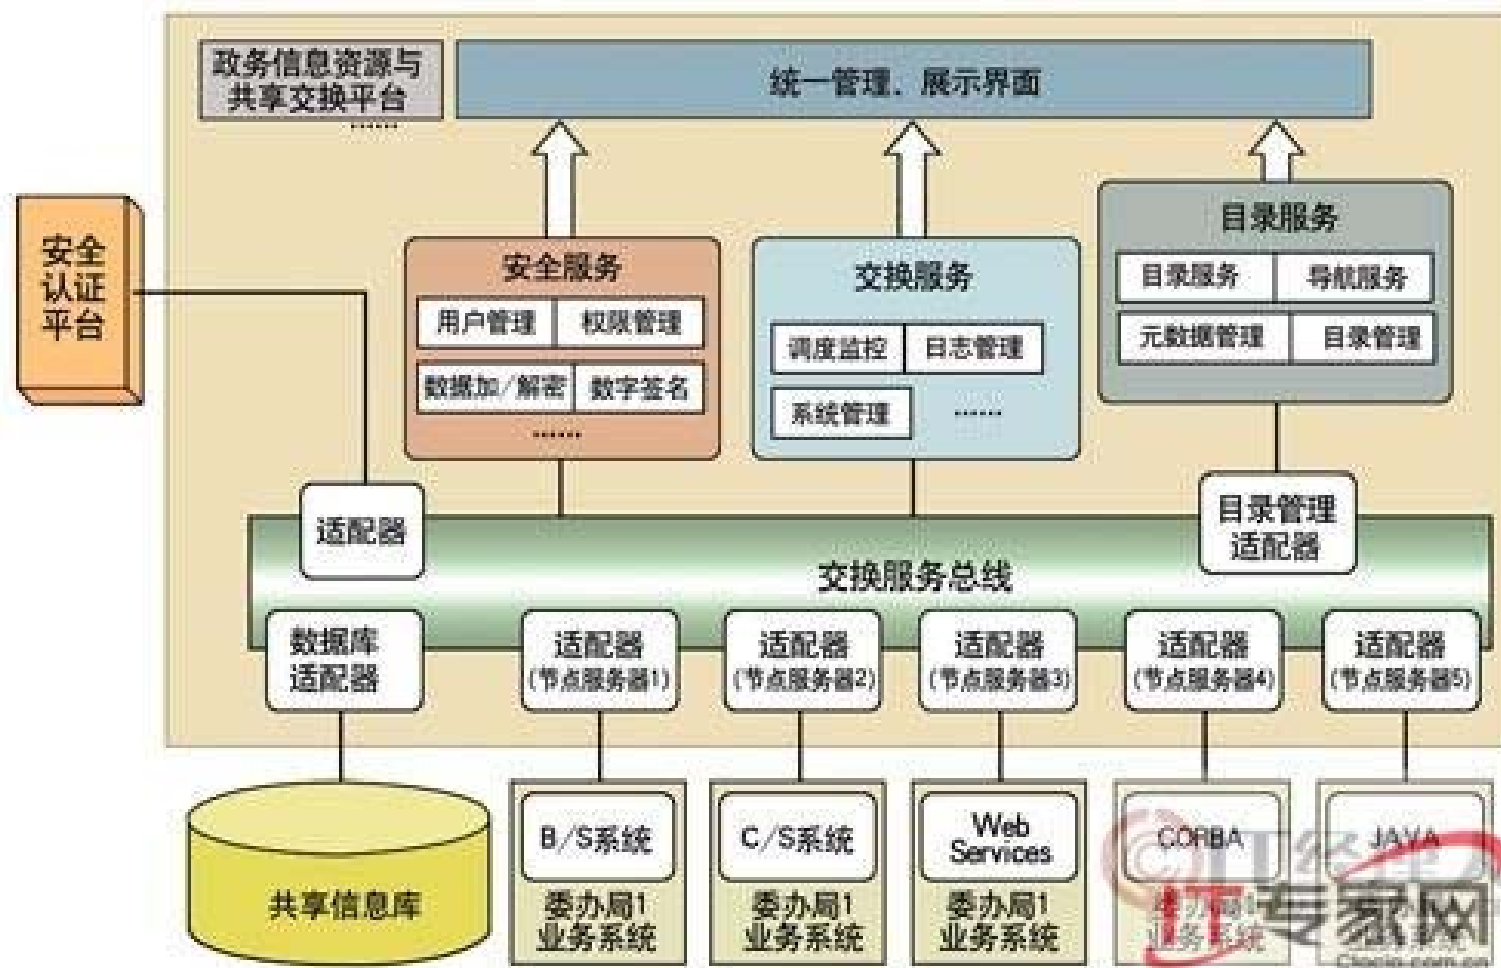 政务信息资源与
共享交换平台
……
统一管理、展示界面
安全
认证
平台
安全服务
用户管理
权限管理
数据加/解密
数字签名
……
交换服务
调度监控
日志管理
系统管理
……
目录服务
目录服务
导航服务
元数据管理
目录管理
适配器
目录管理
适配器
交换服务总线
数据库
适配器
适配器
(节点服务器1)
适配器
(节点服务器2)
适配器
(节点服务器3)
适配器
(节点服务器4)
适配器
(节点服务器5)
共享信息库
B/S系统
委办局1
业务系统
C/S系统
委办局1
业务系统
Web
Services
委办局1
业务系统
CORBA
业务系统
JAVA
IT专家网